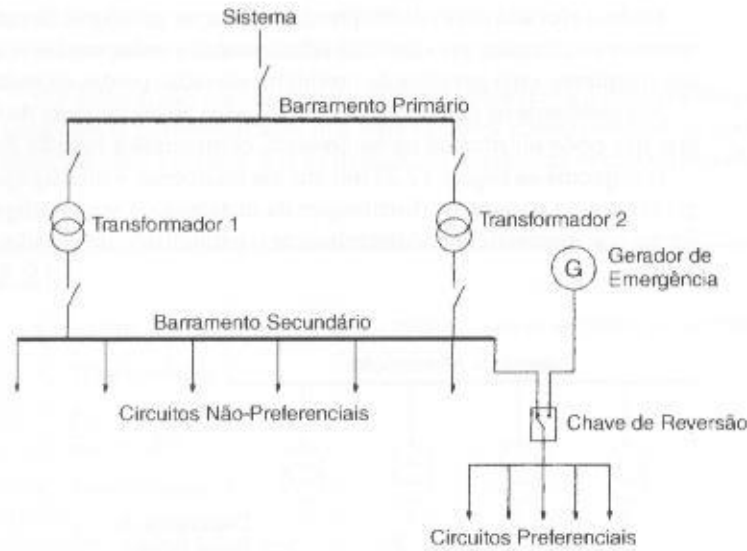 Sistema
Barramento Primário
Transformador 1
Transformador 2
G
Gerador de
Emergência
Barramento Secundário
Circuitos Não-Preferenciais
Chave de Reversão
Circuitos Preferenciais